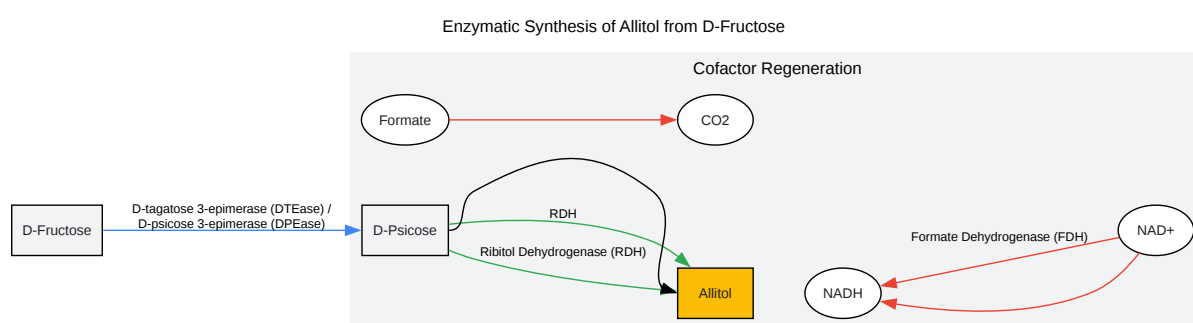 Enzymatic Synthesis of Allitol from D-Fructose
Cofactor Regeneration
Formate
CO2
D-Fructose
D-tagatose 3-epimerase (DTEase) /
D-psicose 3-epimerase (DPEase)
D-Psicose
RDH
Ribitol Dehydrogenase (RDH)
Allitol
Formate Dehydrogenase (FDH)
NAD+
NADH